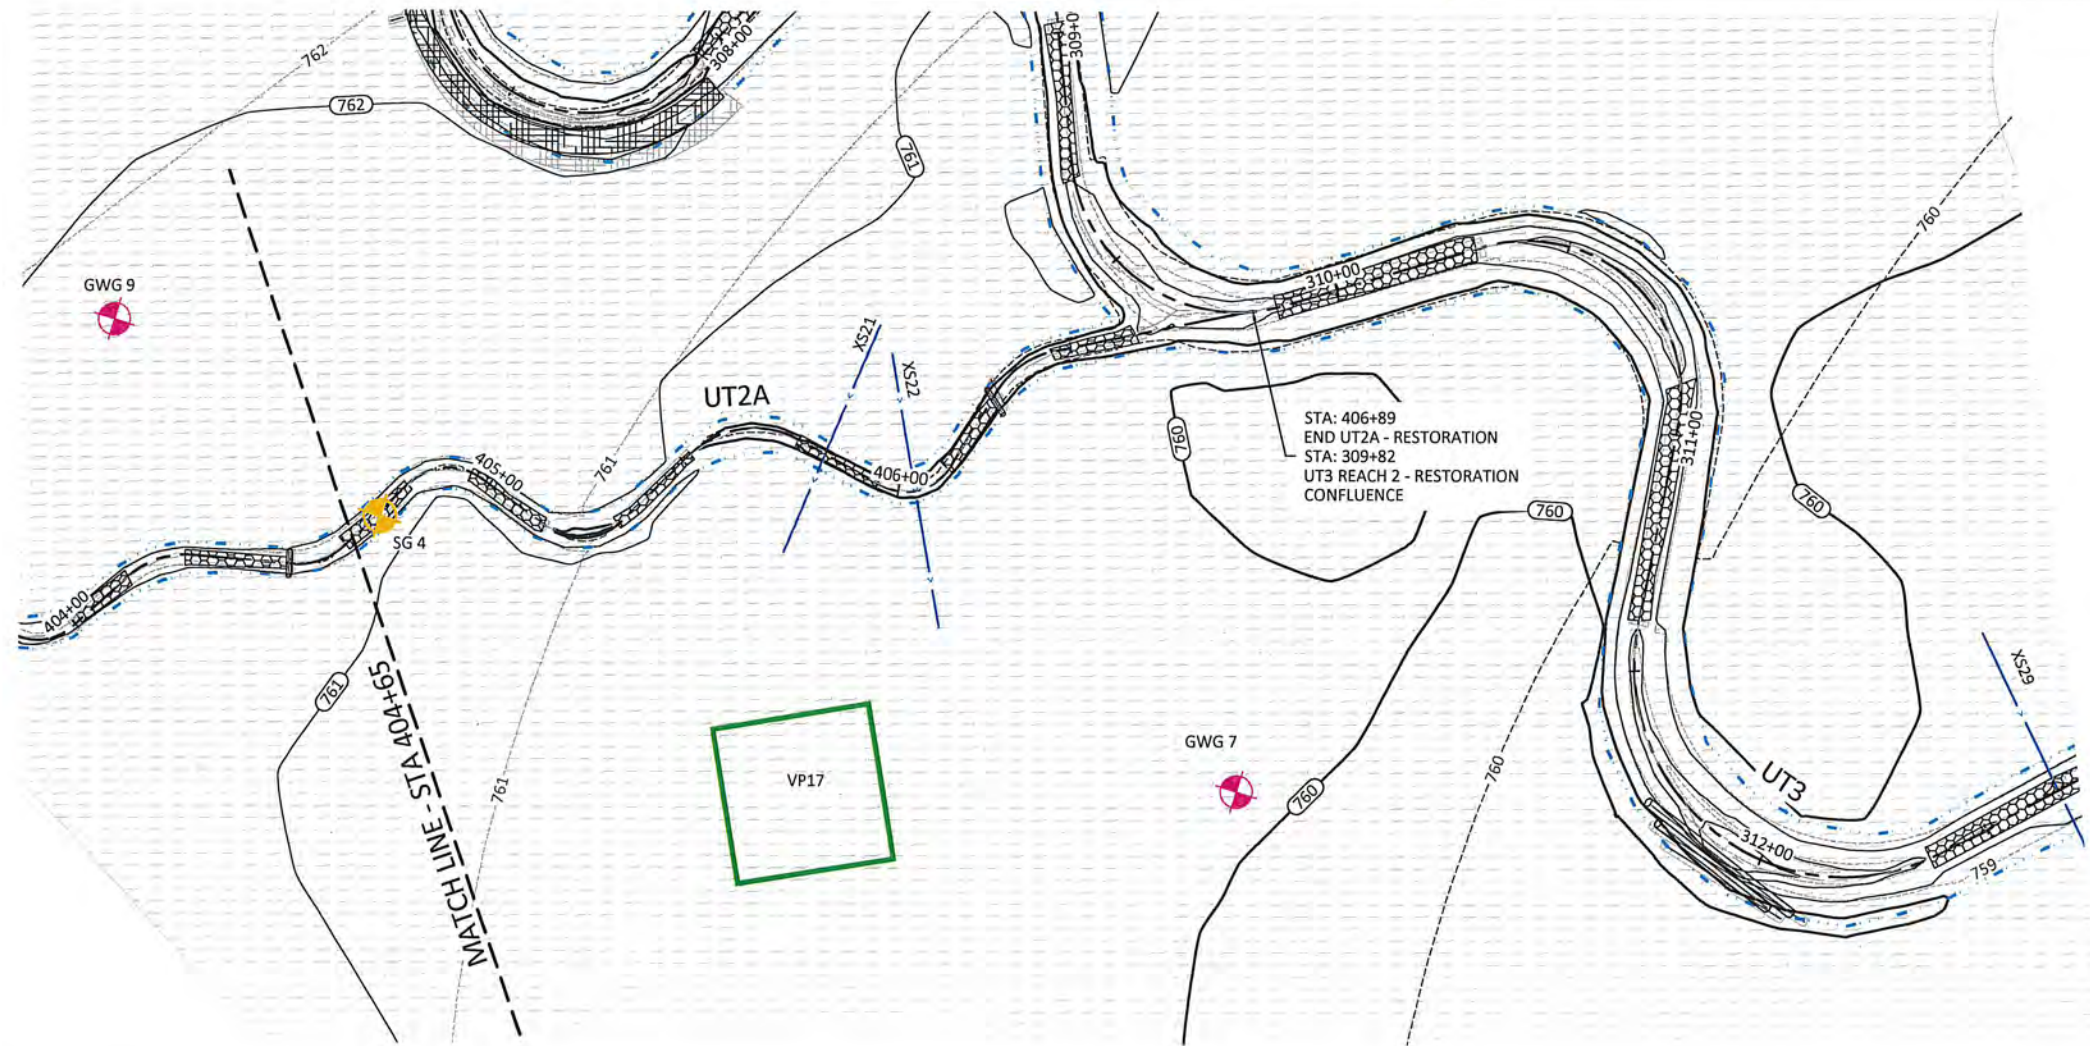 762
308+00
309+0
762
761
760
GWG 9
310+00
XS21
XS22
UT2A
STA: 406+89
END UT2A - RESTORATION
STA: 309+82
UT3 REACH 2 - RESTORATION
CONFLUENCE
760
311+00
405+00
761
406+00
760
760
SG 4
404+00
761
MATCH LINE - STA 404+65
XS29
GWG 7
VP17
761
760
760
UT3
312+00
759